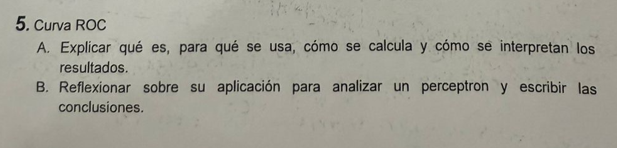 5. Curva ROC
A. Explicar qué es, para qué se usa, cómo se calcula y cómo se interpretan los
resultados.
B. Reflexionar sobre su aplicación para analizar un perceptron y escribir las
conclusiones.